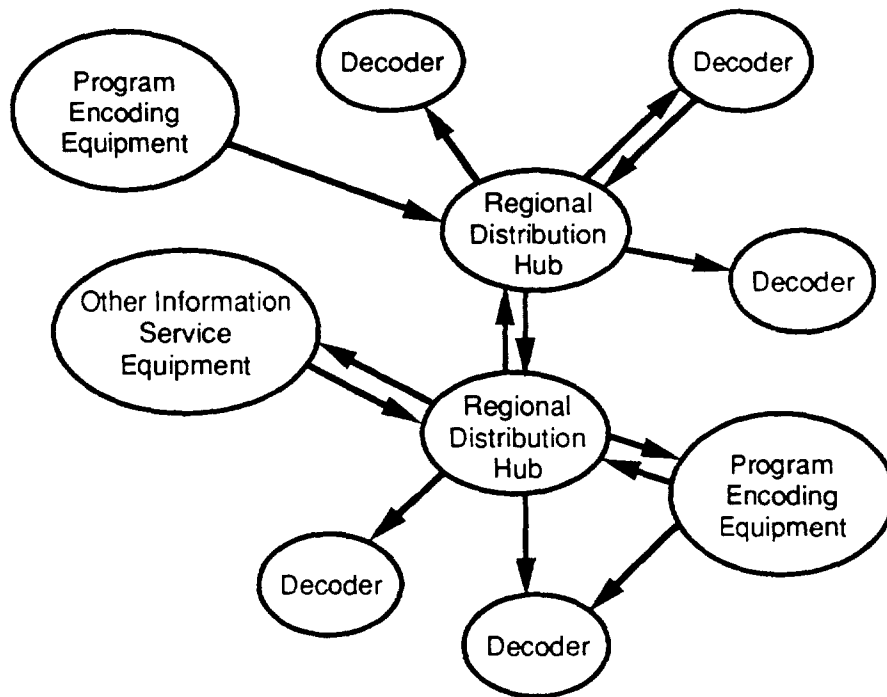 Program
Encoding
Equipment
Decoder
Decoder
Regional
Distribution
Hub
Decoder
Other Information
Service
Equipment
Regional
Distribution
Hub
Program
Encoding
Equipment
Decoder
Decoder